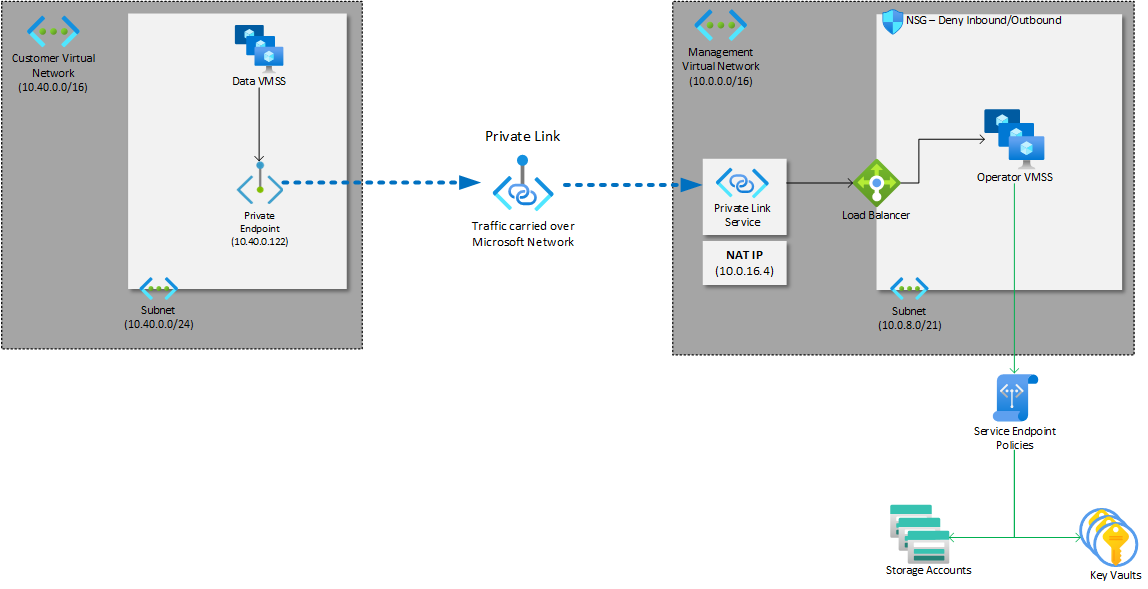 Customer Virtual
Network
(10.40.0.0/16)
Data VMSS
Private
Endpoint
(10.40.0.122)
Subnet
(10.40.0.0/24)
Private Link
Traffic carried over
Microsoft Network
Management
Virtual Network
(10.0.0.0/16)
NSG – Deny Inbound/Outbound
Private Link
Service
NAT IP
(10.0.16.4)
Load Balancer
Operator VMSS
Subnet
(10.0.8.0/21)
Service Endpoint
Policies
Storage Accounts
Key Vaults